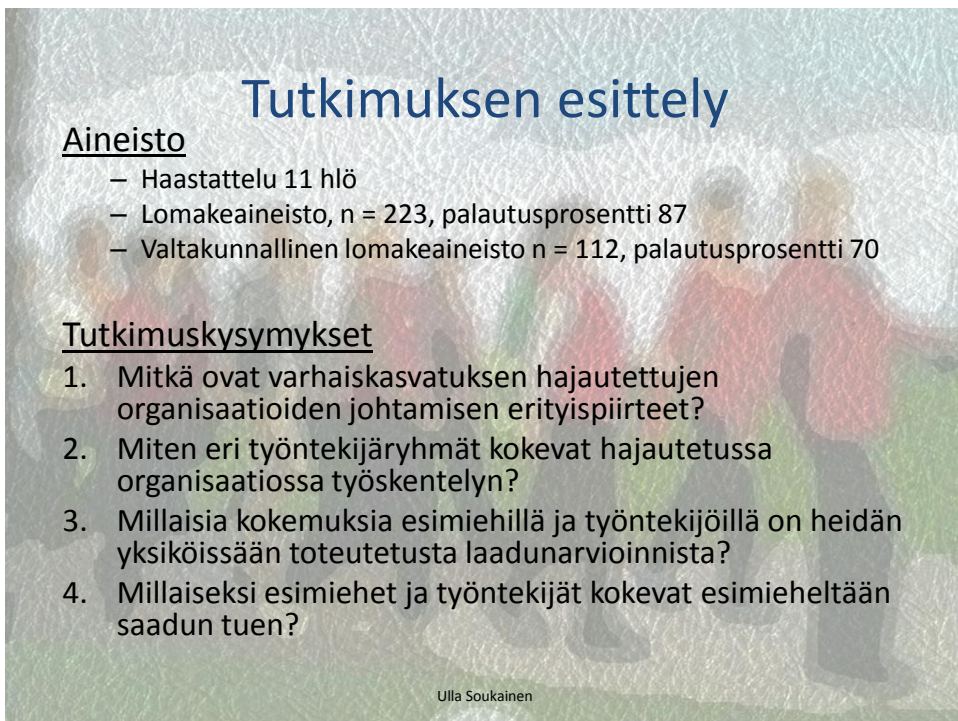 Tutkimuksen esittely
Aineisto
– Haastattelu 11 hlö
– Lomakeaineisto, n = 223, palautusprosentti 87
– Valtakunnallinen lomakeaineisto n = 112, palautusprosentti 70
Tutkimuskysymykset
1. Mitkä ovat varhaiskasvatuksen hajautettujen
organisaatioiden johtamisen erityispiirteet?
2. Miten eri työntekijäryhmät kokevat hajautetussa
organisaatiossa työskentelyn?
3. Millaisia kokemuksia esimiehillä ja työntekijöillä on heidän
yksiköissään toteutetusta laadunarvioinnista?
4. Millaiseksi esimiehet ja työntekijät kokevat esimieheltään
saadun tuen?
Ulla Soukainen